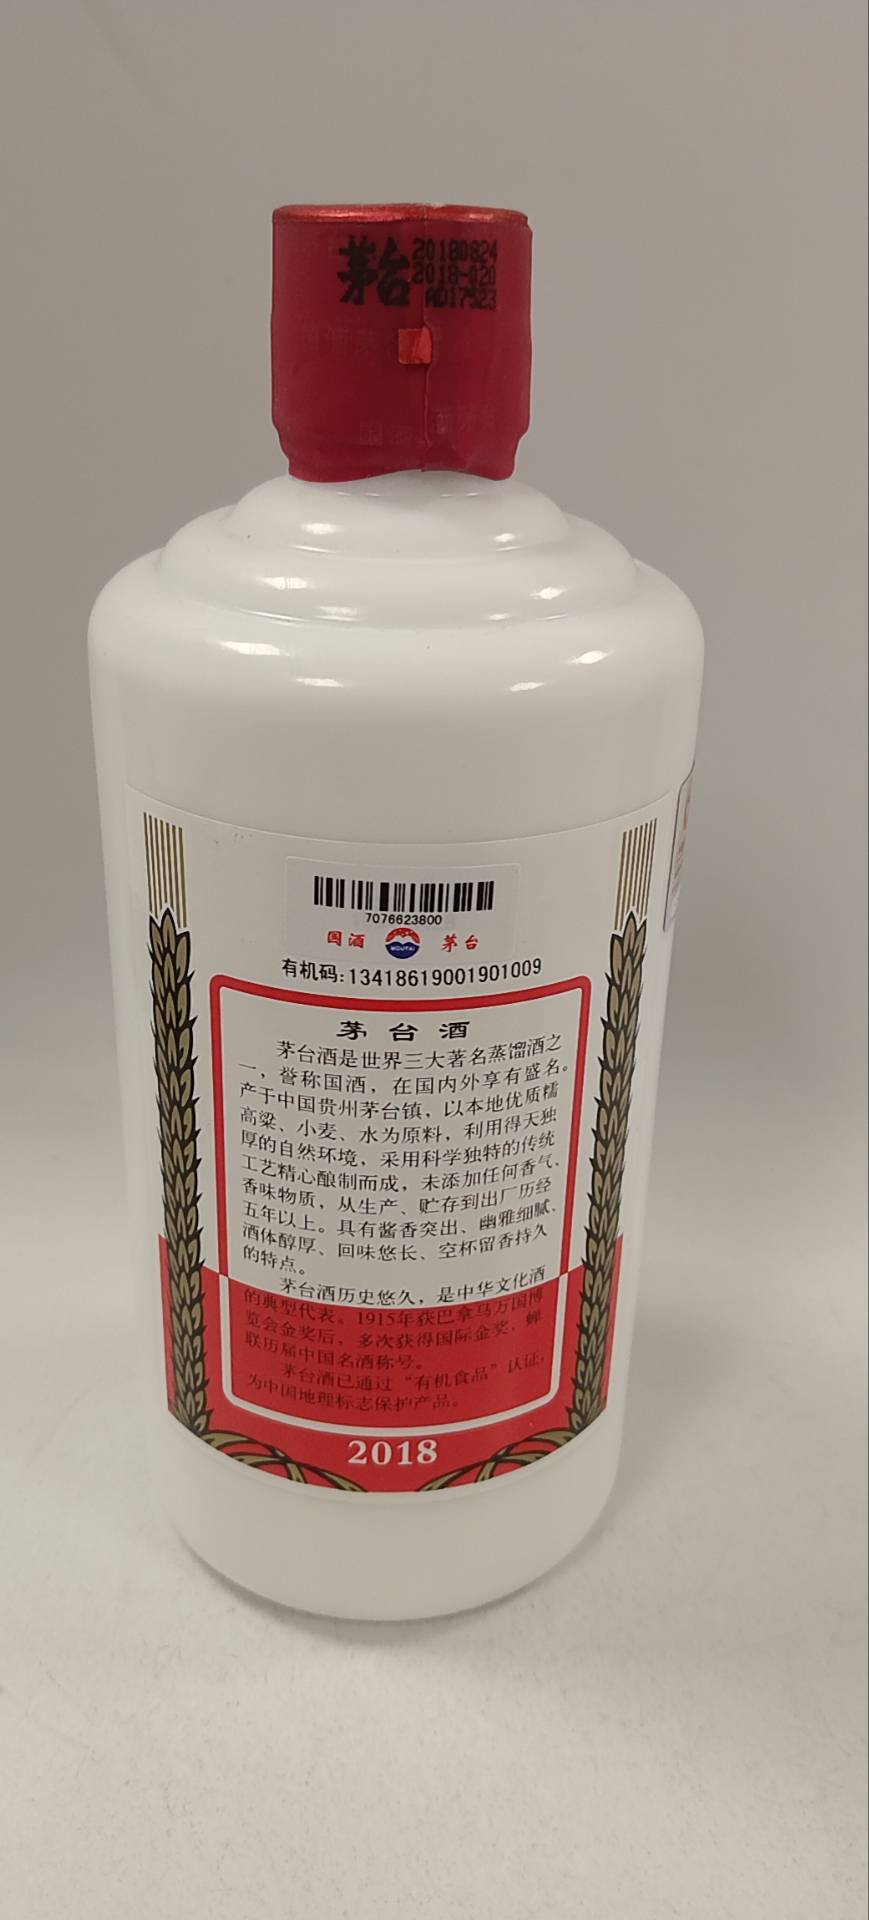 茅台
20180824
2018-020
AD17523
7076623800
国酒 MOUTAI 茅台
有机码:13418619001901009
茅台酒
茅台酒是世界三大著名蒸馏酒之
一，誉称国酒，在国内外享有盛名。
产于中国贵州茅台镇，以本地优质糯
高粱、小麦、水为原料，利用得天独
厚的自然环境，采用科学独特的传统
工艺精心酿制而成，未添加任何香气、
香味物质，从生产、贮存到出厂历经
五年以上。具有酱香突出、幽雅细腻、
酒体醇厚、回味悠长、空杯留香持久
的特点。
茅台酒历史悠久，是中华文化酒
的典型代表。1915年获巴拿马万国博
览会金奖后，多次获得国际金奖，蝉
联历届中国名酒称号。
茅台酒已通过“有机食品”认证，
为中国地理标志保护产品。
2018